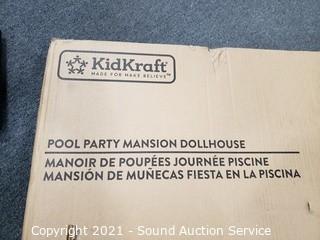 KidKraft
MADE FOR MAKE BELIEVE™
POOL PARTY MANSION DOLLHOUSE
MANOIR DE POUPÉES JOURNÉE PISCINE
MANSIÓN DE MUÑECAS FIESTA EN LA PISCINA
Copyright 2021 - Sound Auction Service